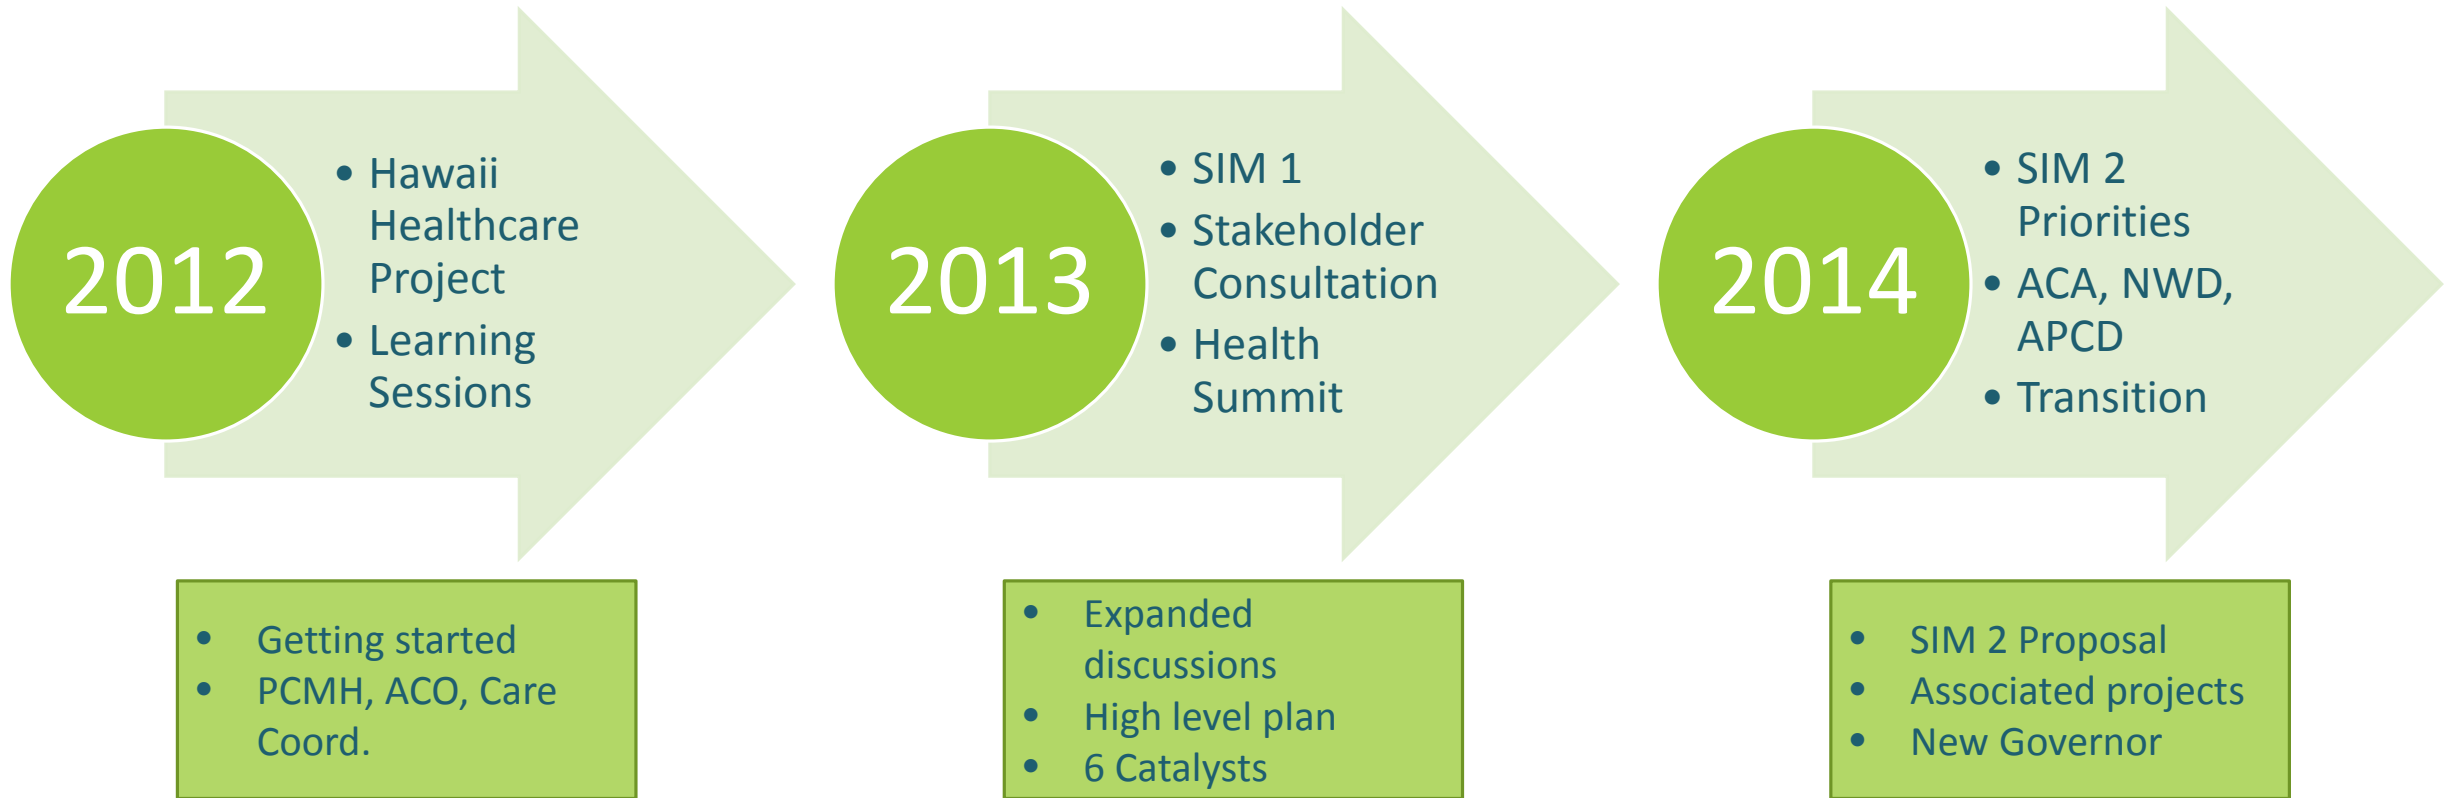 2012
• Hawaii
Healthcare
Project
• Learning
Sessions
• Getting started
• PCMH, ACO, Care
Coord.
2013
• SIM 1
• Stakeholder
Consultation
• Health
Summit
• Expanded
discussions
• High level plan
• 6 Catalysts
2014
• SIM 2
Priorities
• ACA, NWD,
APCD
• Transition
• SIM 2 Proposal
• Associated projects
• New Governor